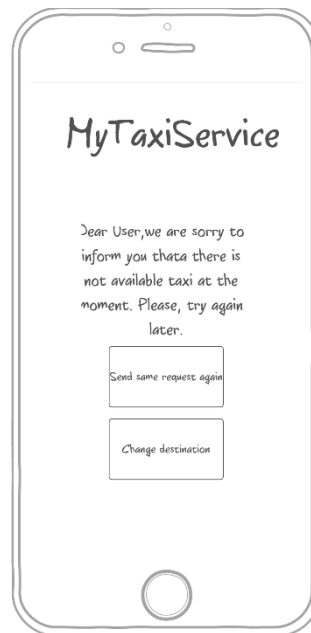 MyTaxiService
Dear User,we are sorry to
inform you thata there is
not available taxi at the
moment. Please, try again
later.
Send same request again
Change destination